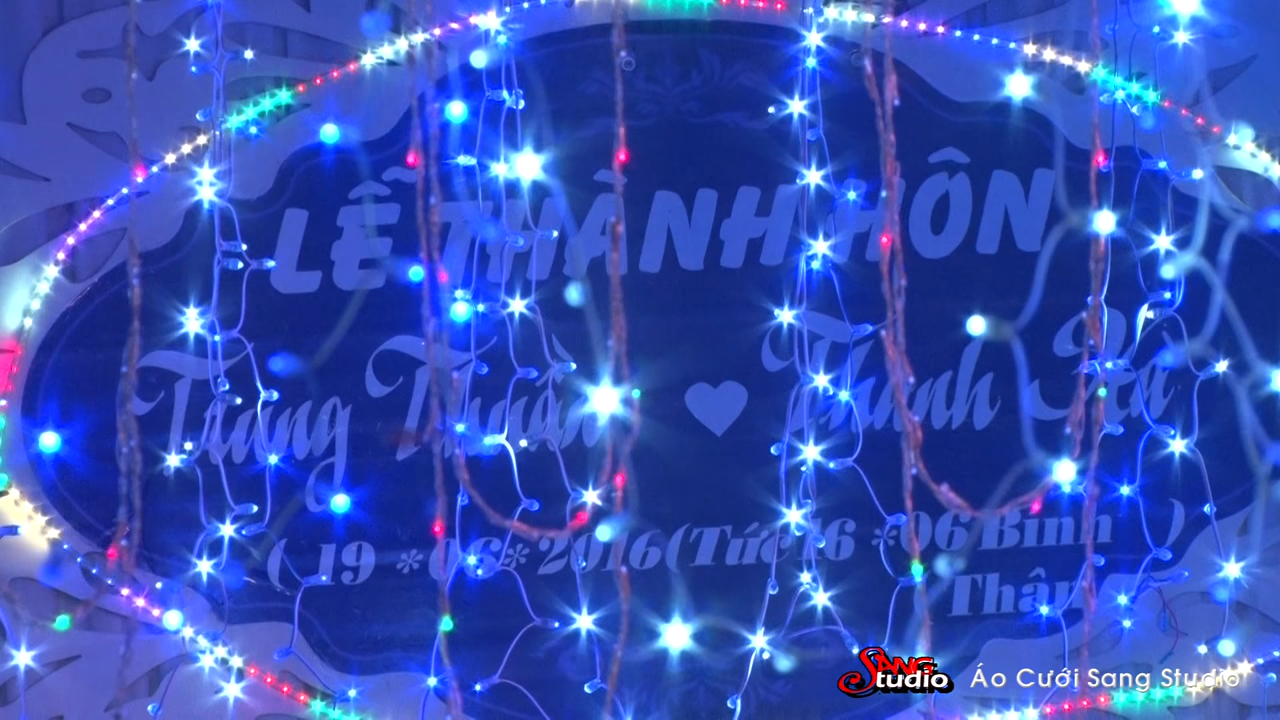 LỄ THÀNH HÔN
Trung Thuần ♥ Thanh Hà
( 19 *06* 2016(Tức 16 *06 Bính )
Thân
SANG Studio Áo Cưới Sang Studio